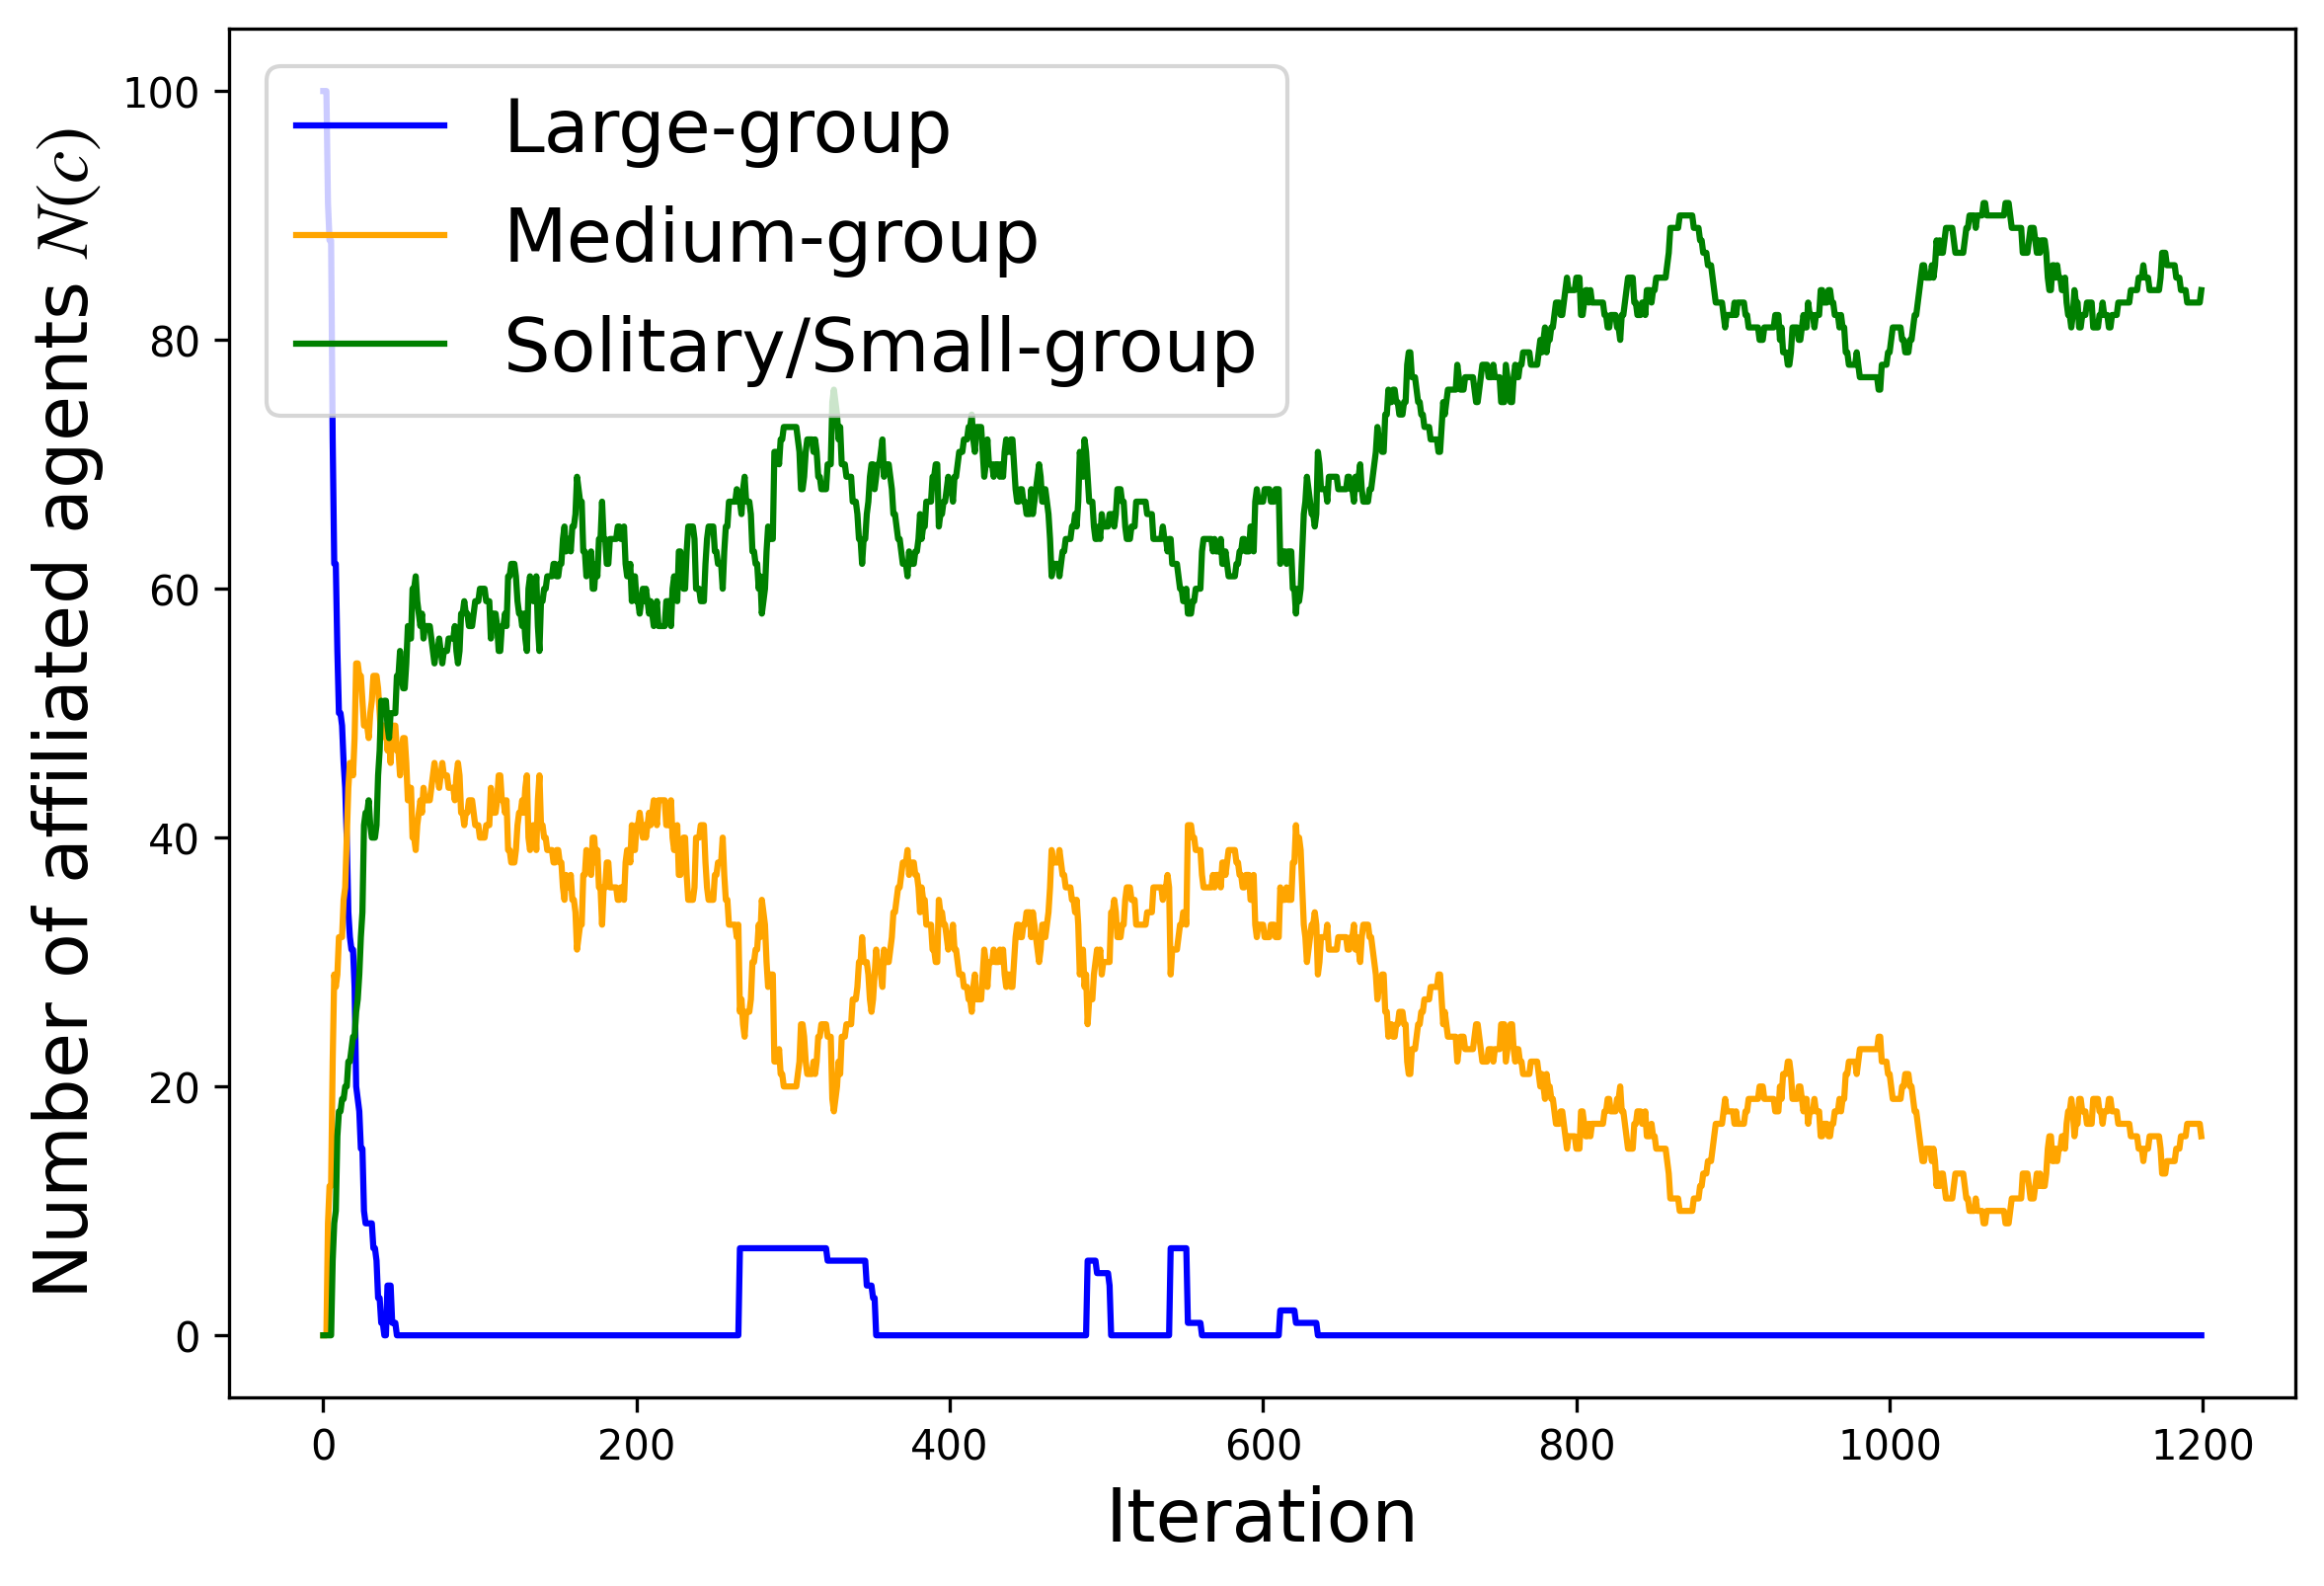 Number of affiliated agents N(c)
100
80
60
40
20
0
Large-group
Medium-group
Solitary/Small-group
0 200 400 600 800 1000 1200
Iteration